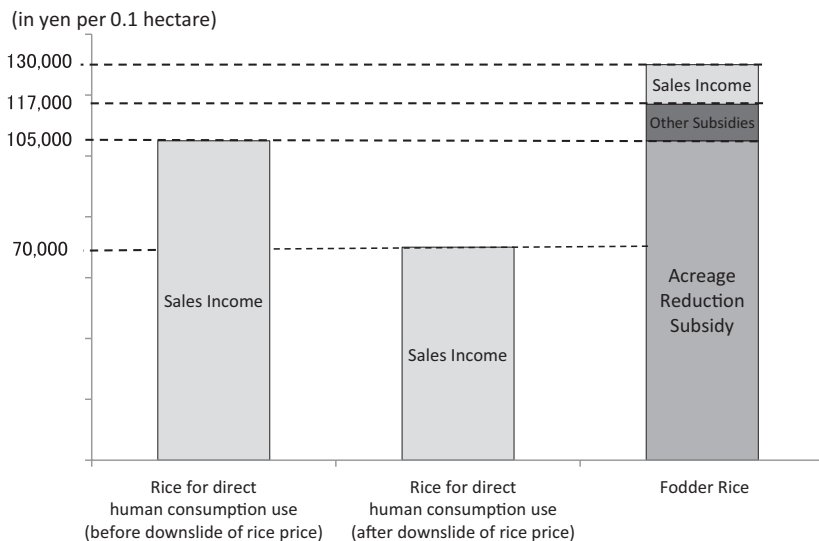 (in yen per 0.1 hectare)
130,000
117,000
105,000
70,000
Sales Income
Sales Income
Sales Income
Other Subsidies
Acreage
Reduction
Subsidy
Rice for direct
human consumption use
(before downslide of rice price)
Rice for direct
human consumption use
(after downslide of rice price)
Fodder Rice